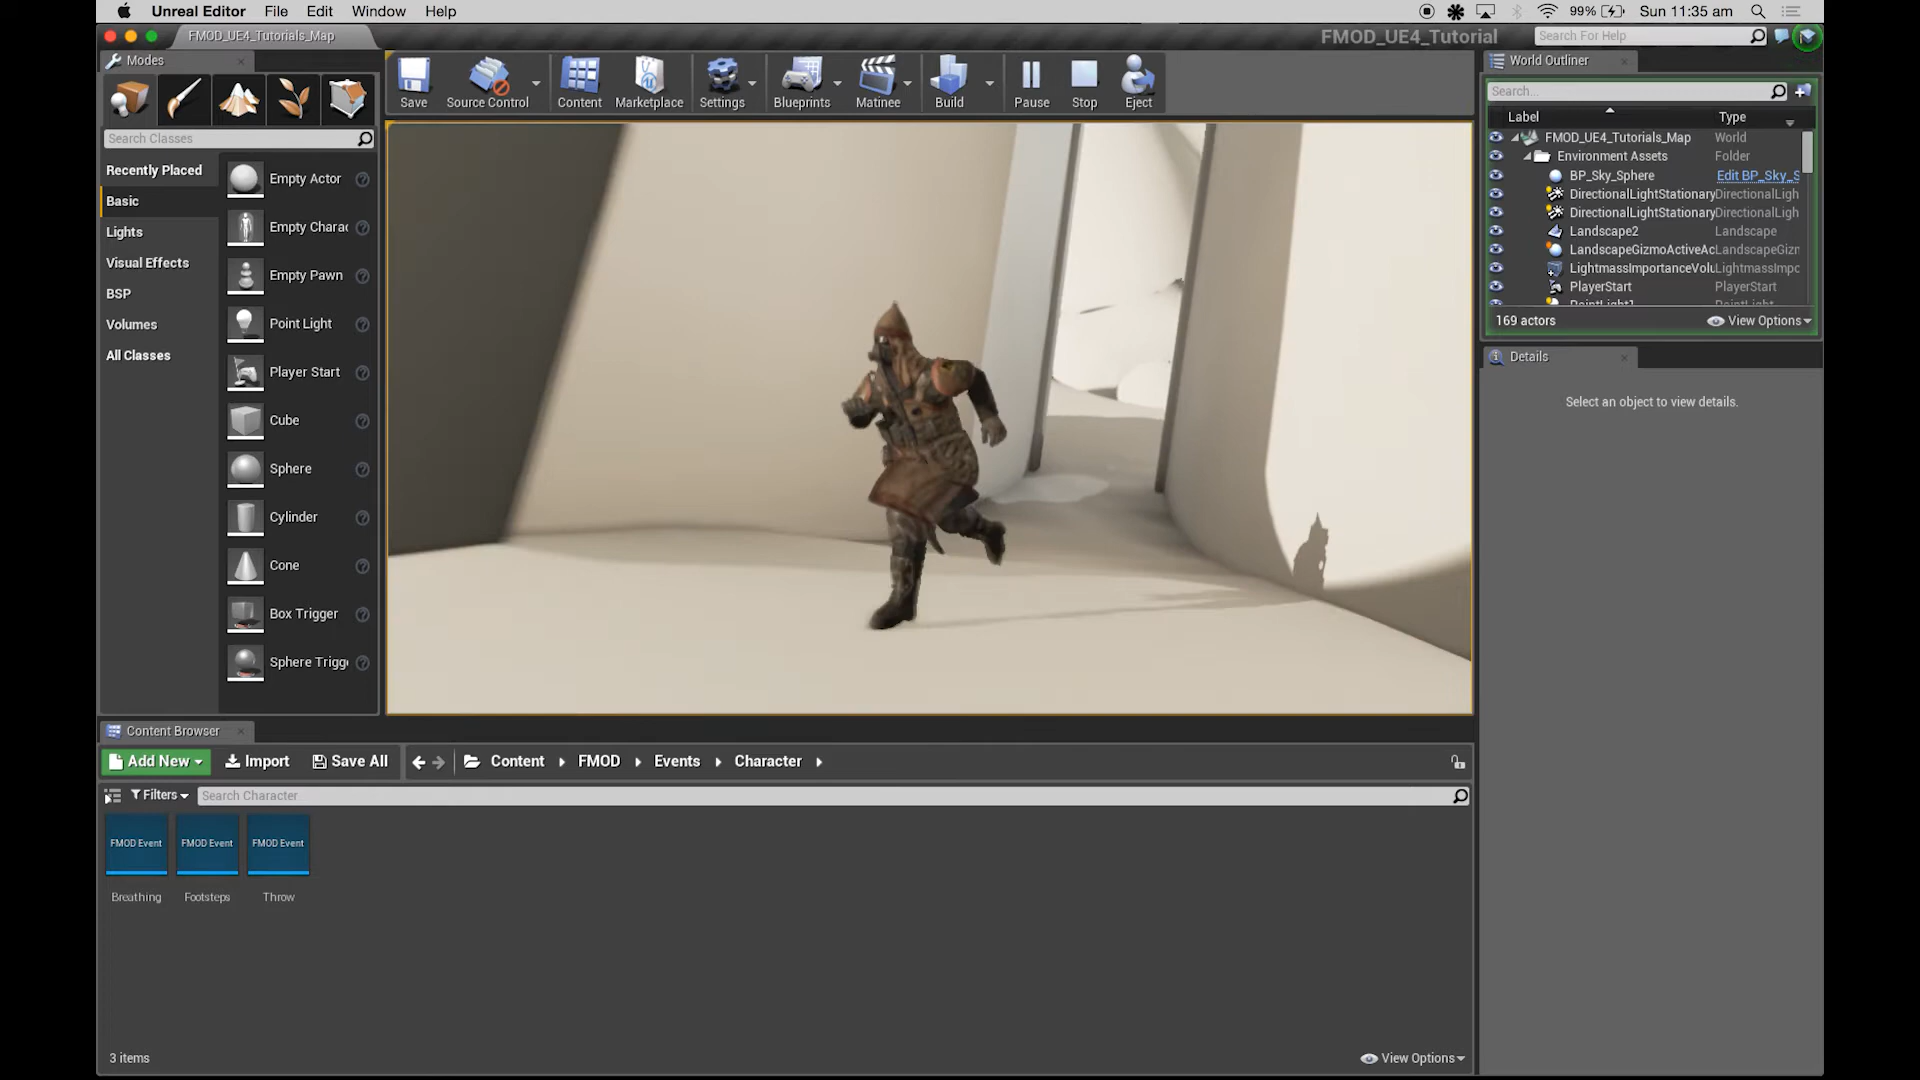 Unreal Editor File Edit Window Help
99% Sun 11:35 am
FMOD_UE4_Tutorials_Map
FMOD_UE4_Tutorial
Search For Help
Modes
Save
Source Control
Content
Marketplace
Settings
Blueprints
Matinee
Build
Pause
Stop
Eject
Search Classes
Recently Placed
Basic
Lights
Visual Effects
BSP
Volumes
All Classes
Empty Actor
Empty Charac
Empty Pawn
Point Light
Player Start
Cube
Sphere
Cylinder
Cone
Box Trigger
Sphere Trigg
World Outliner
Search...
Label Type
FMOD_UE4_Tutorials_Map World
Environment Assets Folder
BP_Sky_Sphere Edit BP_Sky_S
DirectionalLightStationary DirectionalLigh
DirectionalLightStationary DirectionalLigh
Landscape2 Landscape
LandscapeGizmoActiveAc LandscapeGizm
LightmassImportanceVolu LightmassImpo
PlayerStart PlayerStart
PointLight1 PointLight
169 actors View Options
Details
Select an object to view details.
Content Browser
Add New Import Save All Content FMOD Events Character
Filters Search Character
FMOD Event FMOD Event FMOD Event
Breathing Footsteps Throw
3 items View Options